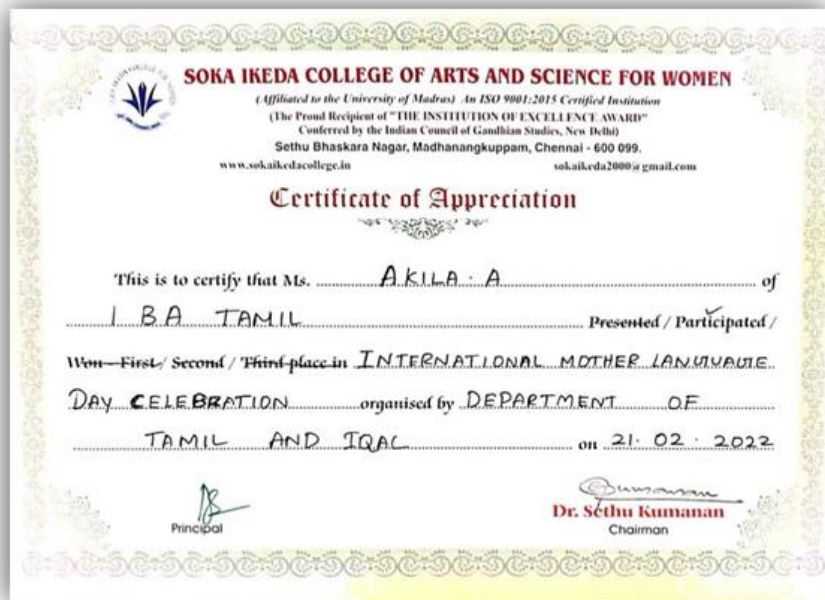 SOKA IKEDA COLLEGE OF ARTS AND SCIENCE FOR WOMEN
(Affiliated to the University of Madras) An ISO 9001:2015 Certified Institution
(The Proud Recipient of "THE INSTITUTION OF EXCELLENCE AWARD"
Conferred by the Indian Council of Gandhian Studies, New Delhi)
Sethu Bhaskara Nagar, Madhanangkuppam, Chennai - 600 099.
www.sokaikedacollege.in sokaikeda2000@gmail.com
Certificate of Appreciation
This is to certify that Ms. AKILA. A of
I BA TAMIL Presented / Participated /
Won - First / Second / Third place in INTERNATIONAL MOTHER LANGUAGE
DAY CELEBRATION organised by DEPARTMENT OF
TAMIL AND IQAC on 21.02.2022
Principal
Dr. Sethu Kumanan
Chairman